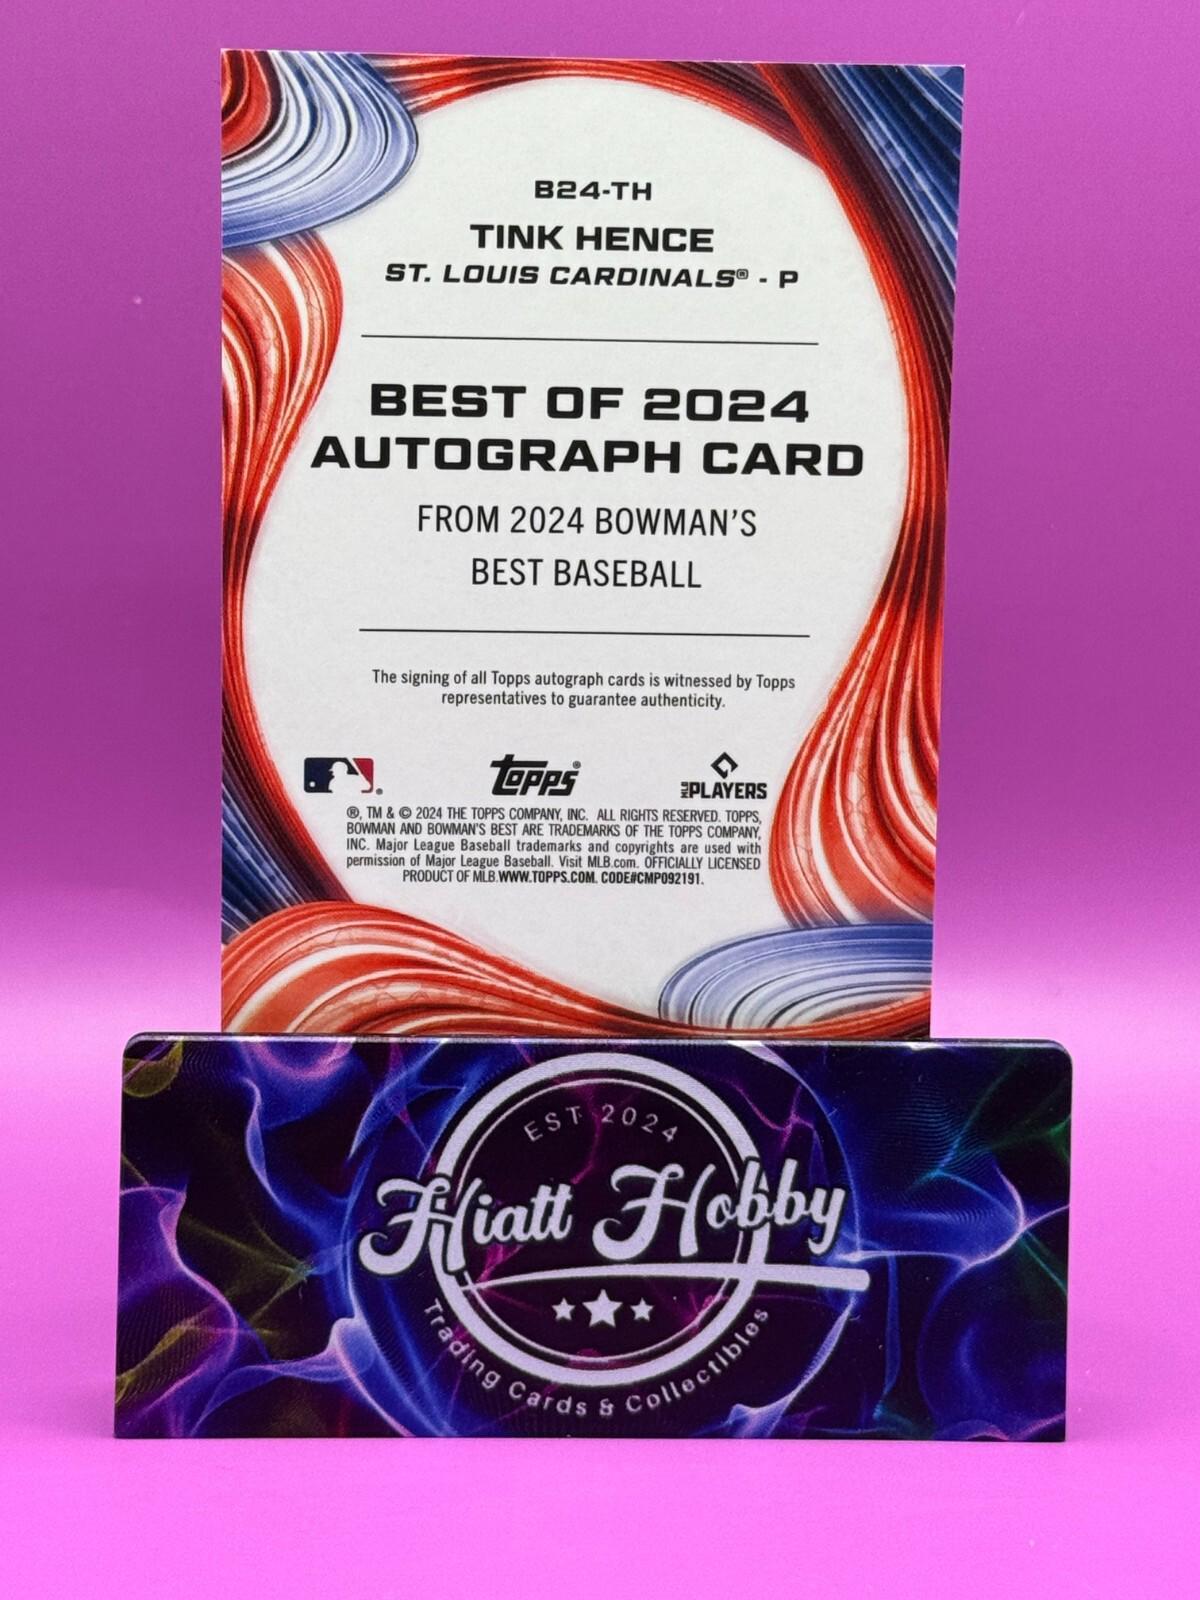 B24-TH
TINK HENCE
ST. LOUIS CARDINALS® - P
BEST OF 2024
AUTOGRAPH CARD
FROM 2024 BOWMAN'S
BEST BASEBALL
The signing of all Topps autograph cards is witnessed by Topps
representatives to guarantee authenticity.
®
topps®
MLB PLAYERS
®, TM & © 2024 THE TOPPS COMPANY, INC. ALL RIGHTS RESERVED. TOPPS,
BOWMAN AND BOWMAN'S BEST ARE TRADEMARKS OF THE TOPPS COMPANY,
INC. Major League Baseball trademarks and copyrights are used with
permission of Major League Baseball. Visit MLB.com. OFFICIALLY LICENSED
PRODUCT OF MLB.WWW.TOPPS.COM. CODE#CMP092191.
EST 2024
Hiatt Hobby
Trading Cards & Collectibles